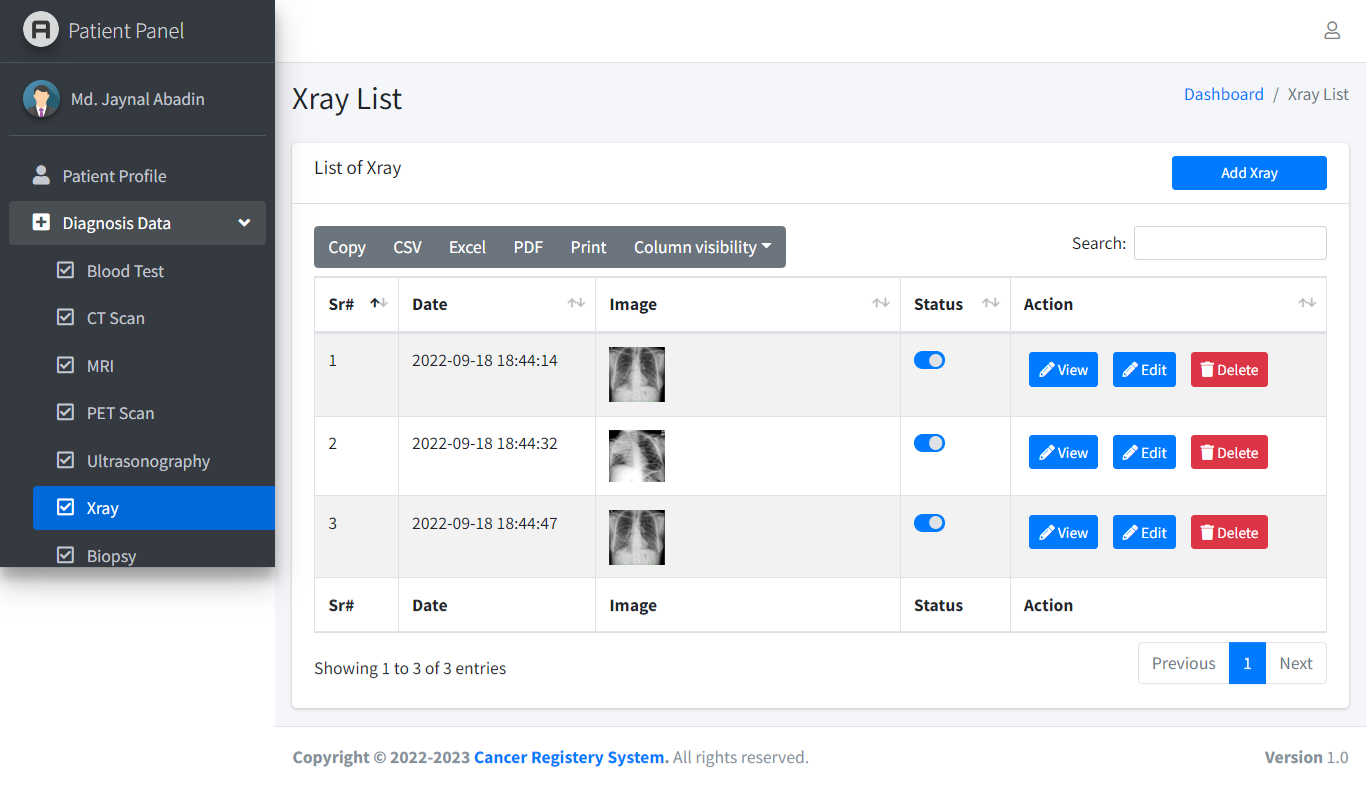 Patient Panel
Md. Jaynal Abadin
Patient Profile
Diagnosis Data
Blood Test
CT Scan
MRI
PET Scan
Ultrasonography
Xray
Biopsy
Xray List
Dashboard / Xray List
List of Xray
Add Xray
Copy CSV Excel PDF Print Column visibility
Search:
Sr# Date Image Status Action
1 2022-09-18 18:44:14 View Edit Delete
2 2022-09-18 18:44:32 View Edit Delete
3 2022-09-18 18:44:47 View Edit Delete
Sr# Date Image Status Action
Showing 1 to 3 of 3 entries
Previous 1 Next
Copyright © 2022-2023 Cancer Registery System. All rights reserved.
Version 1.0